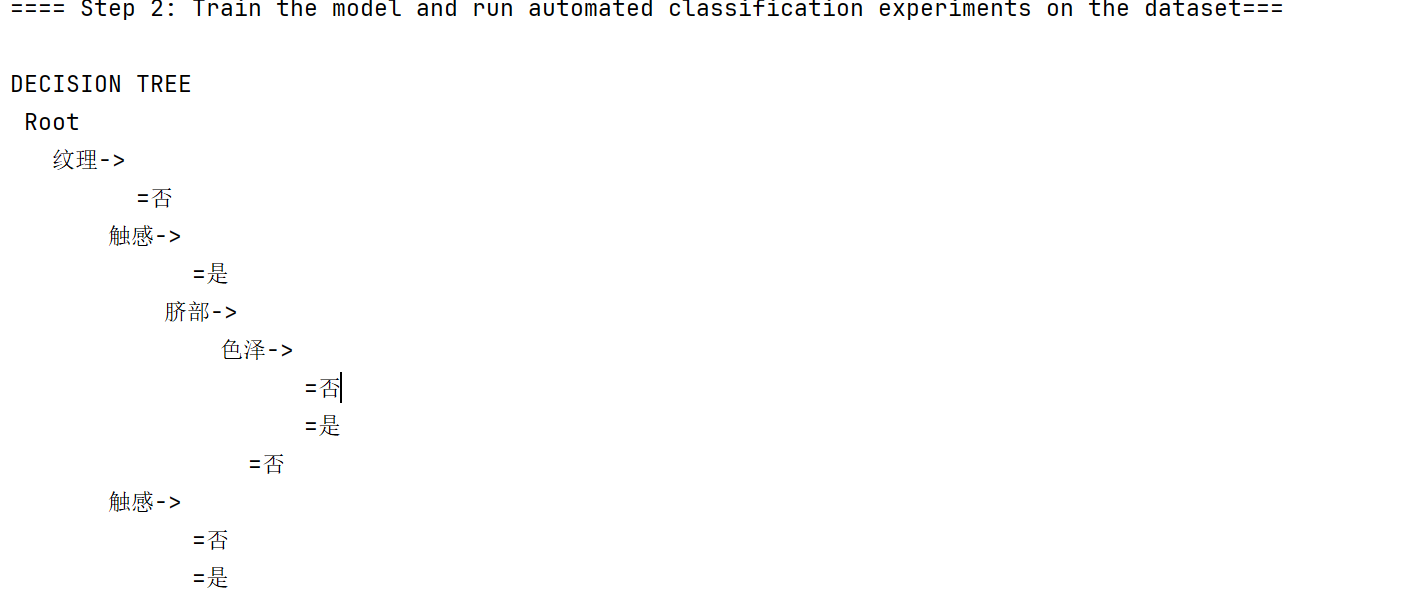 ==== Step 2: Train the model and run automated classification experiments on the dataset===
DECISION TREE
Root
纹理->
=否
触感->
=是
脐部->
色泽->
=否
=是
=否
触感->
=否
=是